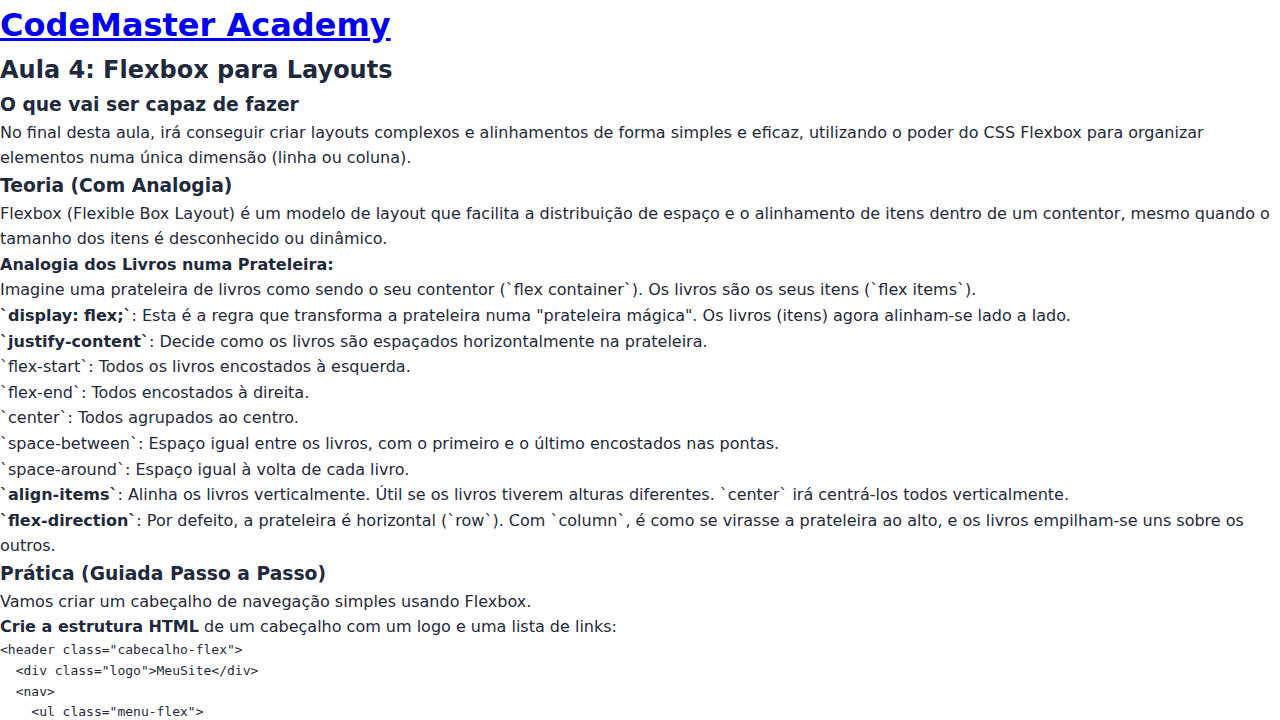 CodeMaster Academy
Aula 4: Flexbox para Layouts
O que vai ser capaz de fazer
No final desta aula, irá conseguir criar layouts complexos e alinhamentos de forma simples e eficaz, utilizando o poder do CSS Flexbox para organizar
elementos numa única dimensão (linha ou coluna).
Teoria (Com Analogia)
Flexbox (Flexible Box Layout) é um modelo de layout que facilita a distribuição de espaço e o alinhamento de itens dentro de um contentor, mesmo quando o
tamanho dos itens é desconhecido ou dinâmico.
Analogia dos Livros numa Prateleira:
Imagine uma prateleira de livros como sendo o seu contentor (`flex container`). Os livros são os seus itens (`flex items`).
`display: flex;`: Esta é a regra que transforma a prateleira numa "prateleira mágica". Os livros (itens) agora alinham-se lado a lado.
`justify-content`: Decide como os livros são espaçados horizontalmente na prateleira.
`flex-start`: Todos os livros encostados à esquerda.
`flex-end`: Todos encostados à direita.
`center`: Todos agrupados ao centro.
`space-between`: Espaço igual entre os livros, com o primeiro e o último encostados nas pontas.
`space-around`: Espaço igual à volta de cada livro.
`align-items`: Alinha os livros verticalmente. Útil se os livros tiverem alturas diferentes. `center` irá centrá-los todos verticalmente.
`flex-direction`: Por defeito, a prateleira é horizontal (`row`). Com `column`, é como se virasse a prateleira ao alto, e os livros empilham-se uns sobre os
outros.
Prática (Guiada Passo a Passo)
Vamos criar um cabeçalho de navegação simples usando Flexbox.
Crie a estrutura HTML de um cabeçalho com um logo e uma lista de links:
<header class="cabecalho-flex">
  <div class="logo">MeuSite</div>
  <nav>
    <ul class="menu-flex">